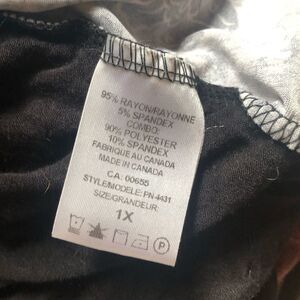 95% RAYON/RAYONNE
5% SPANDEX
COMBO:
90% POLYESTER
10% SPANDEX
FABRIQUE AU CANADA
MADE IN CANADA
CA: 00655
STYLE/MODELE: PN-4431
SIZE/GRANDEUR:
1X
P